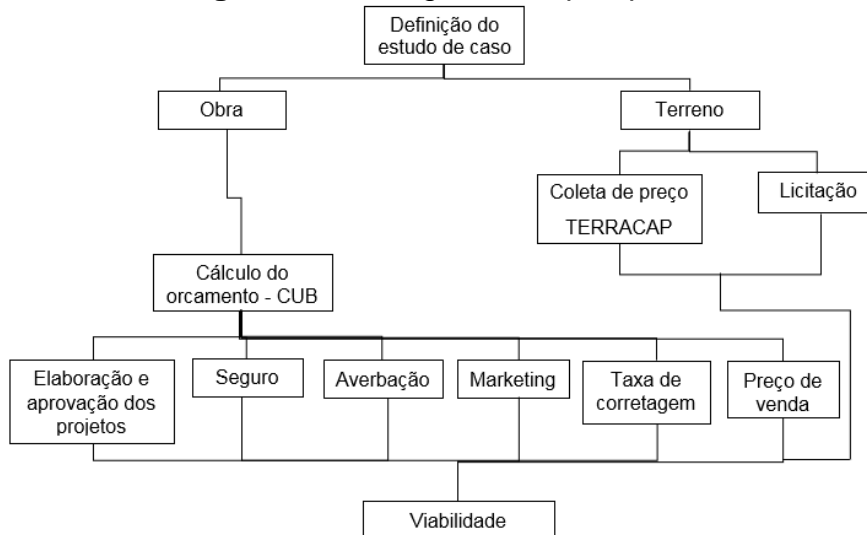 Definição do
estudo de caso
Obra
Terreno
Coleta de preço
TERRACAP
Licitação
Cálculo do
orcamento - CUB
Elaboração e
aprovação dos
projetos
Seguro
Averbação
Marketing
Taxa de
corretagem
Preço de
venda
Viabilidade